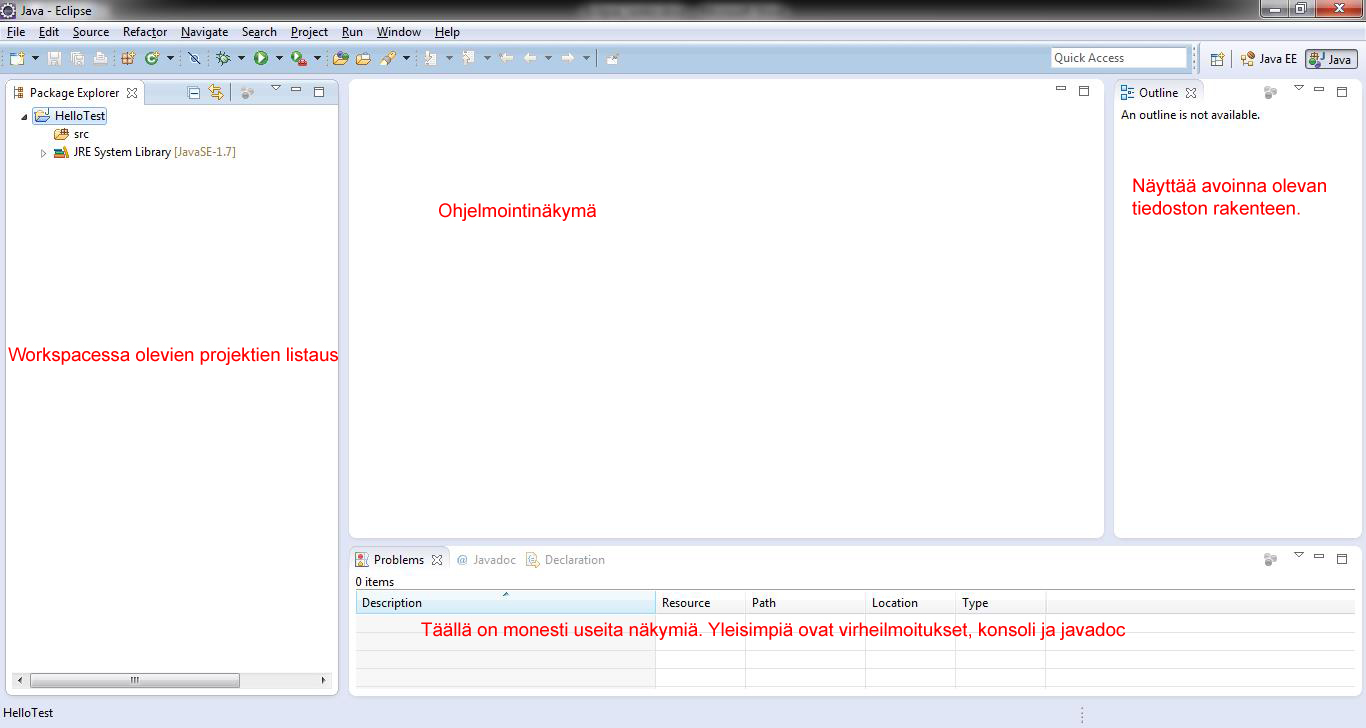 Java - Eclipse
File Edit Source Refactor Navigate Search Project Run Window Help
Quick Access
Java EE
Java
Package Explorer
HelloTest
src
JRE System Library [JavaSE-1.7]
Workspacessa olevien projektien listaus
Ohjelmointinäkymä
Outline
An outline is not available.
Näyttää avoinna olevan
tiedoston rakenteen.
Problems @ Javadoc Declaration
0 items
Description Resource Path Location Type
Täällä on monesti useita näkymiä. Yleisimpiä ovat virheilmoitukset, konsoli ja javadoc
HelloTest